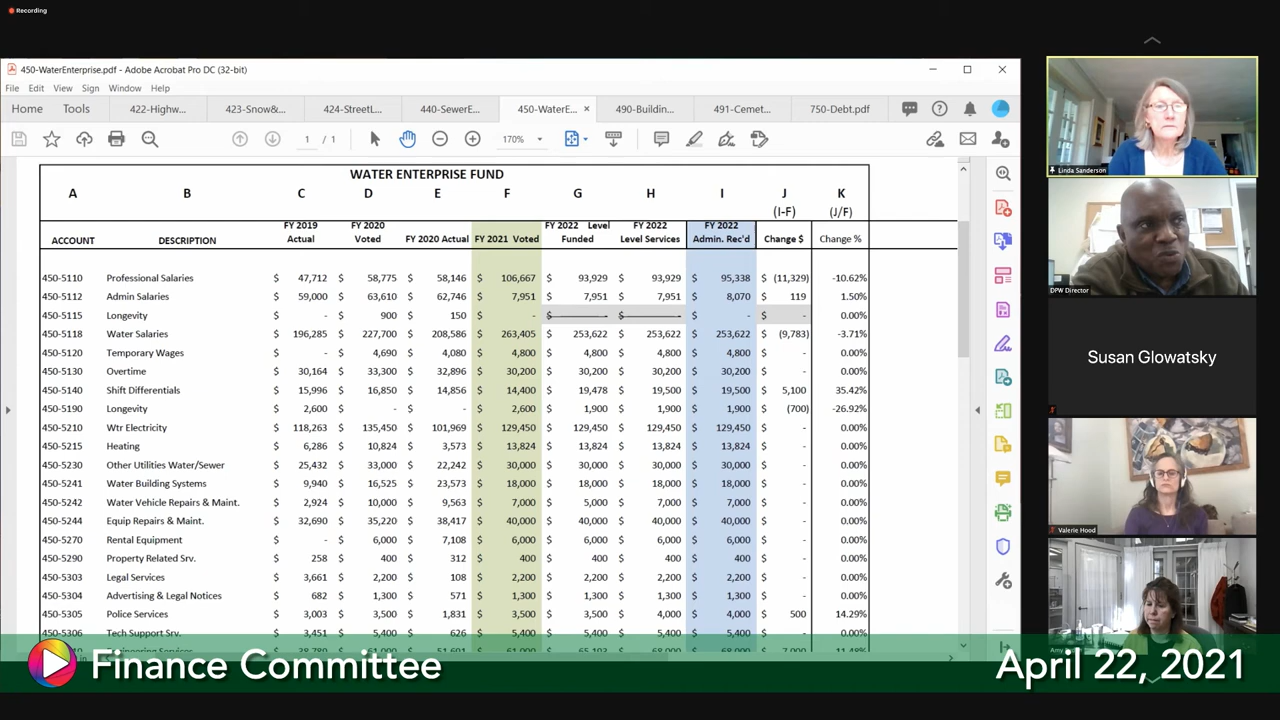 Recording
450-WaterEnterprise.pdf - Adobe Acrobat Pro DC (32-bit)
File Edit View Sign Window Help
Home Tools 422-Highw... 423-Snow&... 424-StreetL... 440-SewerE... 450-WaterE... × 490-Buildin... 491-Cemet... 750-Debt.pdf
1 / 1 170%
WATER ENTERPRISE FUND
A B C D E F G H I J K
(I-F) (J/F)
ACCOUNT DESCRIPTION FY 2019 Actual FY 2020 Voted FY 2020 Actual FY 2021 Voted FY 2022 Level Funded FY 2022 Level Services FY 2022 Admin. Rec'd Change $ Change %
450-5110 Professional Salaries $ 47,712 $ 58,775 $ 58,146 $ 106,667 $ 93,929 $ 93,929 $ 95,338 $ (11,329) -10.62%
450-5112 Admin Salaries $ 59,000 $ 63,610 $ 62,746 $ 7,951 $ 7,951 $ 7,951 $ 8,070 $ 119 1.50%
450-5115 Longevity $ - $ 900 $ 150 $ - $ - $ - $ - $ - 0.00%
450-5118 Water Salaries $ 196,285 $ 227,700 $ 208,586 $ 263,405 $ 253,622 $ 253,622 $ 253,622 $ (9,783) -3.71%
450-5120 Temporary Wages $ - $ 4,690 $ 4,080 $ 4,800 $ 4,800 $ 4,800 $ 4,800 $ - 0.00%
450-5130 Overtime $ 30,164 $ 33,300 $ 32,896 $ 30,200 $ 30,200 $ 30,200 $ 30,200 $ - 0.00%
450-5140 Shift Differentials $ 15,996 $ 16,850 $ 14,856 $ 14,400 $ 19,478 $ 19,500 $ 19,500 $ 5,100 35.42%
450-5190 Longevity $ 2,600 $ - $ - $ 2,600 $ 1,900 $ 1,900 $ 1,900 $ (700) -26.92%
450-5210 Wtr Electricity $ 118,263 $ 135,450 $ 101,969 $ 129,450 $ 129,450 $ 129,450 $ 129,450 $ - 0.00%
450-5215 Heating $ 6,286 $ 10,824 $ 3,573 $ 13,824 $ 13,824 $ 13,824 $ 13,824 $ - 0.00%
450-5230 Other Utilities Water/Sewer $ 25,432 $ 33,000 $ 22,242 $ 30,000 $ 30,000 $ 30,000 $ 30,000 $ - 0.00%
450-5241 Water Building Systems $ 9,940 $ 16,525 $ 23,573 $ 18,000 $ 18,000 $ 18,000 $ 18,000 $ - 0.00%
450-5242 Water Vehicle Repairs & Maint. $ 2,924 $ 10,000 $ 9,563 $ 7,000 $ 5,000 $ 7,000 $ 7,000 $ - 0.00%
450-5244 Equip Repairs & Maint. $ 32,690 $ 35,220 $ 38,417 $ 40,000 $ 40,000 $ 40,000 $ 40,000 $ - 0.00%
450-5270 Rental Equipment $ - $ 6,000 $ 7,108 $ 6,000 $ 6,000 $ 6,000 $ 6,000 $ - 0.00%
450-5290 Property Related Srv. $ 258 $ 400 $ 312 $ 400 $ 400 $ 400 $ 400 $ - 0.00%
450-5303 Legal Services $ 3,661 $ 2,200 $ 108 $ 2,200 $ 2,200 $ 2,200 $ 2,200 $ - 0.00%
450-5304 Advertising & Legal Notices $ 682 $ 1,300 $ 571 $ 1,300 $ 1,300 $ 1,300 $ 1,300 $ - 0.00%
450-5305 Police Services $ 3,003 $ 3,500 $ 1,831 $ 3,500 $ 3,500 $ 4,000 $ 4,000 $ 500 14.29%
450-5306 Tech Support Srv. $ 3,451 $ 5,400 $ 626 $ 5,400 $ 5,400 $ 5,400 $ 5,400 $ - 0.00%
Linda Sanderson
DPW Director
Susan Glowatsky
Valerie Hood
Amy
Finance Committee
April 22, 2021